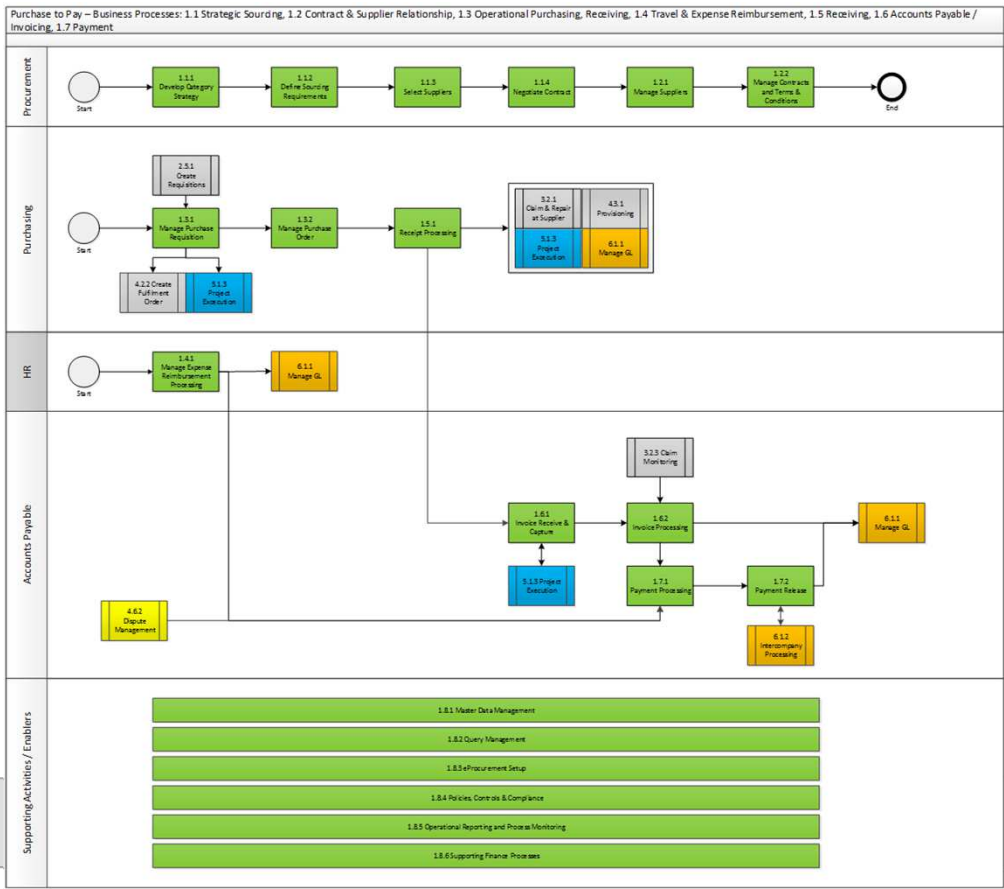 Purchase to Pay – Business Processes: 1.1 Strategic Sourcing, 1.2 Contract & Supplier Relationship, 1.3 Operational Purchasing, Receiving, 1.4 Travel & Expense Reimbursement, 1.5 Receiving, 1.6 Accounts Payable /
Invoicing, 1.7 Payment
Procurement
Start
1.1.1
Develop Category
Strategy
1.1.2
Define Sourcing
Requirements
1.1.3
Select Suppliers
1.1.4
Negotiate Contract
1.2.1
Manage Suppliers
1.2.2
Manage Contracts
and Terms &
Conditions
End
Purchasing
2.3.1
Create
Requisitions
Start
1.3.1
Manage Purchase
Requisition
1.3.2
Manage Purchase
Order
1.5.1
Receipt Processing
3.2.1
Claim & Repair
at Supplier
4.3.1
Provisioning
5.1.3
Project
Execution
6.1.1
Manage GL
4.2.2 Create
Fulfilment
Order
5.1.3
Project
Execution
HR
Start
1.4.1
Manage Expense
Reimbursement
Processing
6.1.1
Manage GL
Accounts Payable
3.2.3 Claim
Monitoring
1.6.1
Invoice Receive &
Capture
1.6.2
Invoice Processing
6.1.1
Manage GL
5.1.3 Project
Execution
1.7.1
Payment Processing
1.7.2
Payment Release
4.6.2
Dispute
Management
6.1.2
Intercompany
Processing
Supporting Activities / Enablers
1.8.1 Master Data Management
1.8.2 Query Management
1.8.3 eProcurement Setup
1.8.4 Policies, Controls & Compliance
1.8.5 Operational Reporting and Process Monitoring
1.8.6 Supporting Finance Processes